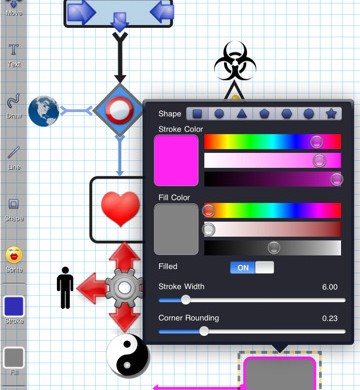 Move
Text
Draw
Line
Shape
Stroke
Fill
Shape
Stroke Color
Fill Color
Filled
ON
Stroke Width
6.00
Corner Rounding
0.23